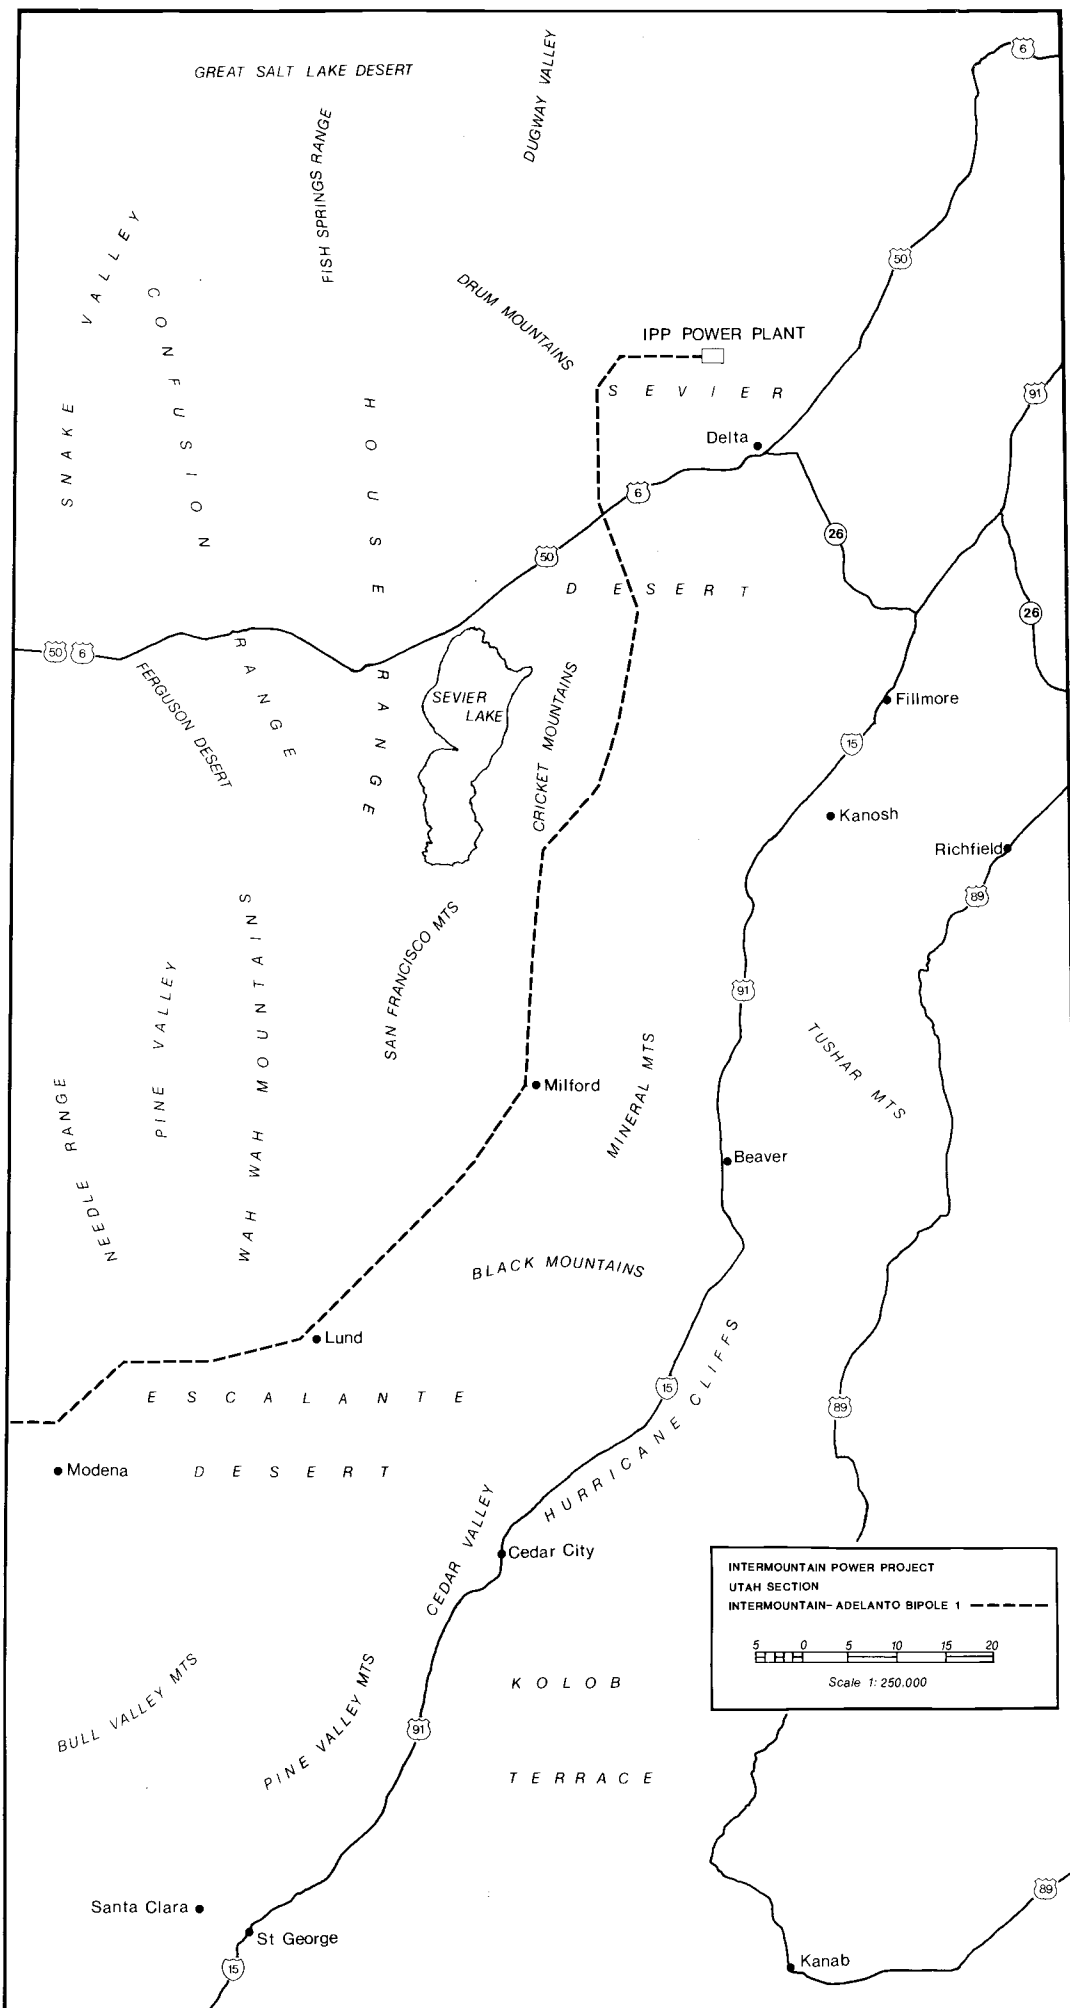 6
GREAT SALT LAKE DESERT
DUGWAY VALLEY
FISH SPRINGS RANGE
SNAKE VALLEY
CONFUSION RANGE
50
DRUM MOUNTAINS
IPP POWER PLANT
SEVIER DESERT
91
HOUSE RANGE
Delta
6
26
50
26
50
6
FERGUSON DESERT
SEVIER
LAKE
CRICKET MOUNTAINS
Fillmore
15
Kanosh
Richfield
89
SAN FRANCISCO MTS
WAH WAH MOUNTAINS
PINE VALLEY
91
TUSHAR MTS
MINERAL MTS
Milford
NEEDLE RANGE
Beaver
BLACK MOUNTAINS
Lund
HURRICANE CLIFFS
15
ESCALANTE
89
Modena
DESERT
CEDAR VALLEY
Cedar City
INTERMOUNTAIN POWER PROJECT
UTAH SECTION
INTERMOUNTAIN-ADELANTO BIPOLE 1
5 0 5 10 15 20
Scale 1:250.000
BULL VALLEY MTS
PINE VALLEY MTS
KOLOB
91
TERRACE
Santa Clara
St George
15
89
Kanab